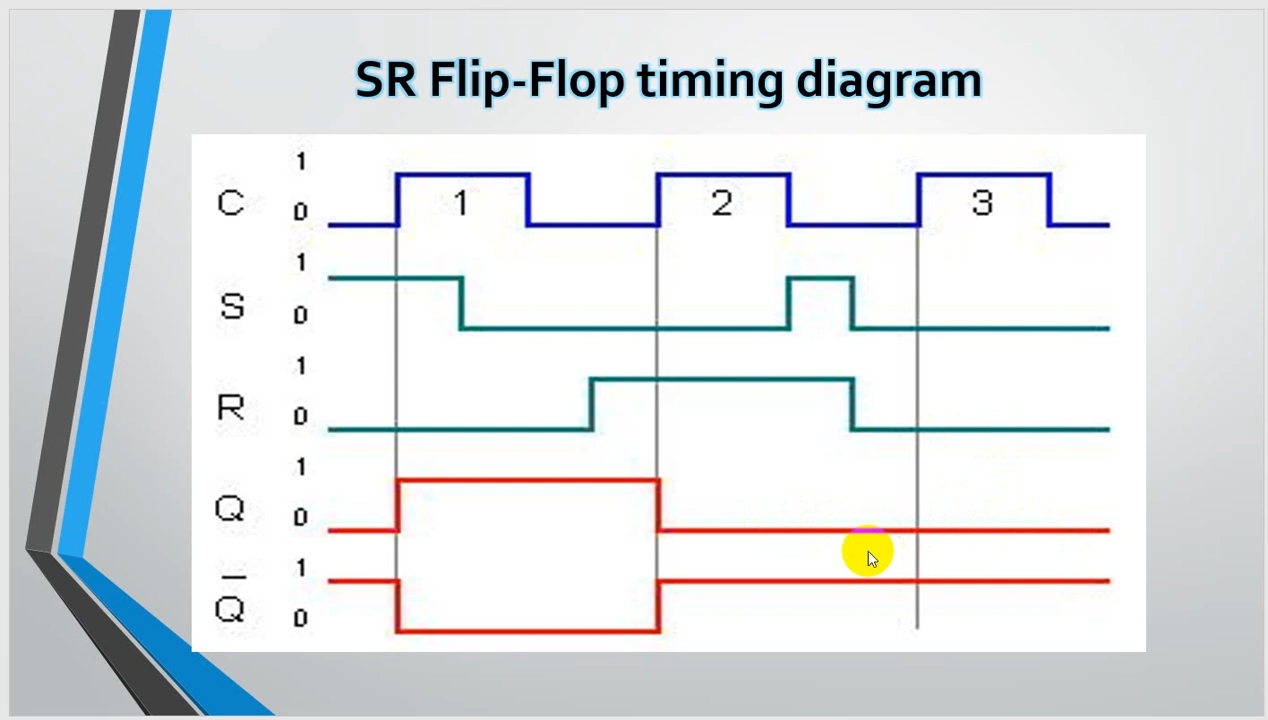 SR Flip-Flop timing diagram
1
C 0 1 2 3
1
S 0
1
R 0
1
Q 0
1
Q̅ 0